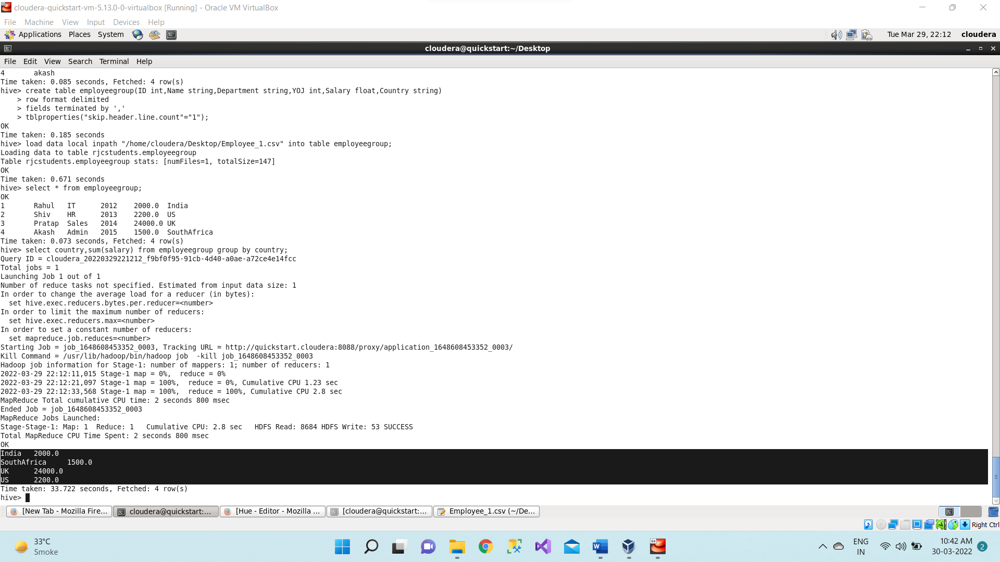 cloudera-quickstart-vm-5.13.0-0-virtualbox [Running] - Oracle VM VirtualBox
File Machine View Input Devices Help
Applications Places System Tue Mar 29, 22:12 cloudera
cloudera@quickstart:~/Desktop
File Edit View Search Terminal Help
4       akash
Time taken: 0.085 seconds, Fetched: 4 row(s)
hive> create table employeegroup(ID int,Name string,Department string,YOJ int,Salary float,Country string)
    > row format delimited
    > fields terminated by ','
    > tblproperties("skip.header.line.count"="1");
OK
Time taken: 0.185 seconds
hive> load data local inpath "/home/cloudera/Desktop/Employee_1.csv" into table employeegroup;
Loading data to table rjcstudents.employeegroup
Table rjcstudents.employeegroup stats: [numFiles=1, totalSize=147]
OK
Time taken: 0.671 seconds
hive> select * from employeegroup;
OK
1       Rahul   IT      2012    2000.0  India
2       Shiv    HR      2013    2200.0  US
3       Pratap  Sales   2014    24000.0 UK
4       Akash   Admin   2015    1500.0  SouthAfrica
Time taken: 0.073 seconds, Fetched: 4 row(s)
hive> select country,sum(salary) from employeegroup group by country;
Query ID = cloudera_20220329221212_f9bf0f95-91cb-4d40-a0ae-a72ce4e14fcc
Total jobs = 1
Launching Job 1 out of 1
Number of reduce tasks not specified. Estimated from input data size: 1
In order to change the average load for a reducer (in bytes):
  set hive.exec.reducers.bytes.per.reducer=<number>
In order to limit the maximum number of reducers:
  set hive.exec.reducers.max=<number>
In order to set a constant number of reducers:
  set mapreduce.job.reduces=<number>
Starting Job = job_1648608453352_0003, Tracking URL = http://quickstart.cloudera:8088/proxy/application_1648608453352_0003/
Kill Command = /usr/lib/hadoop/bin/hadoop job  -kill job_1648608453352_0003
Hadoop job information for Stage-1: number of mappers: 1; number of reducers: 1
2022-03-29 22:12:11,015 Stage-1 map = 0%,  reduce = 0%
2022-03-29 22:12:21,097 Stage-1 map = 100%,  reduce = 0%, Cumulative CPU 1.23 sec
2022-03-29 22:12:33,568 Stage-1 map = 100%,  reduce = 100%, Cumulative CPU 2.8 sec
MapReduce Total cumulative CPU time: 2 seconds 800 msec
Ended Job = job_1648608453352_0003
MapReduce Jobs Launched:
Stage-Stage-1: Map: 1  Reduce: 1   Cumulative CPU: 2.8 sec   HDFS Read: 8684 HDFS Write: 53 SUCCESS
Total MapReduce CPU Time Spent: 2 seconds 800 msec
OK
India   2000.0
SouthAfrica     1500.0
UK      24000.0
US      2200.0
Time taken: 33.722 seconds, Fetched: 4 row(s)
hive>
[New Tab - Mozilla Fire... cloudera@quickstart:... [Hue - Editor - Mozilla ... [cloudera@quickstart:... Employee_1.csv (~/De...
Right Ctrl
33°C
Smoke
ENG
IN
10:42 AM
30-03-2022
2